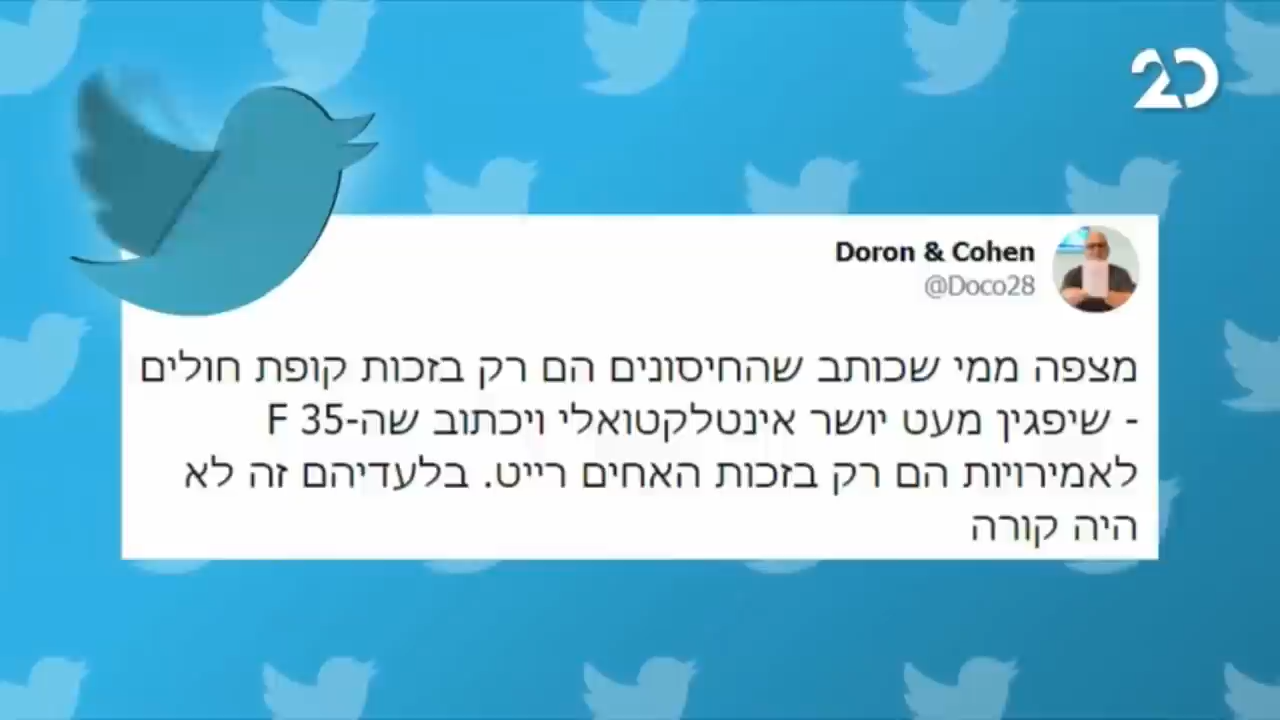 20
Doron & Cohen
@Doco28
מצפה ממי שכותב שהחיסונים הם רק בזכות קופת חולים
- שיפגין מעט יושר אינטלקטואלי ויכתוב שה-F 35
לאמירויות הם רק בזכות האחים רייט. בלעדיהם זה לא
היה קורה